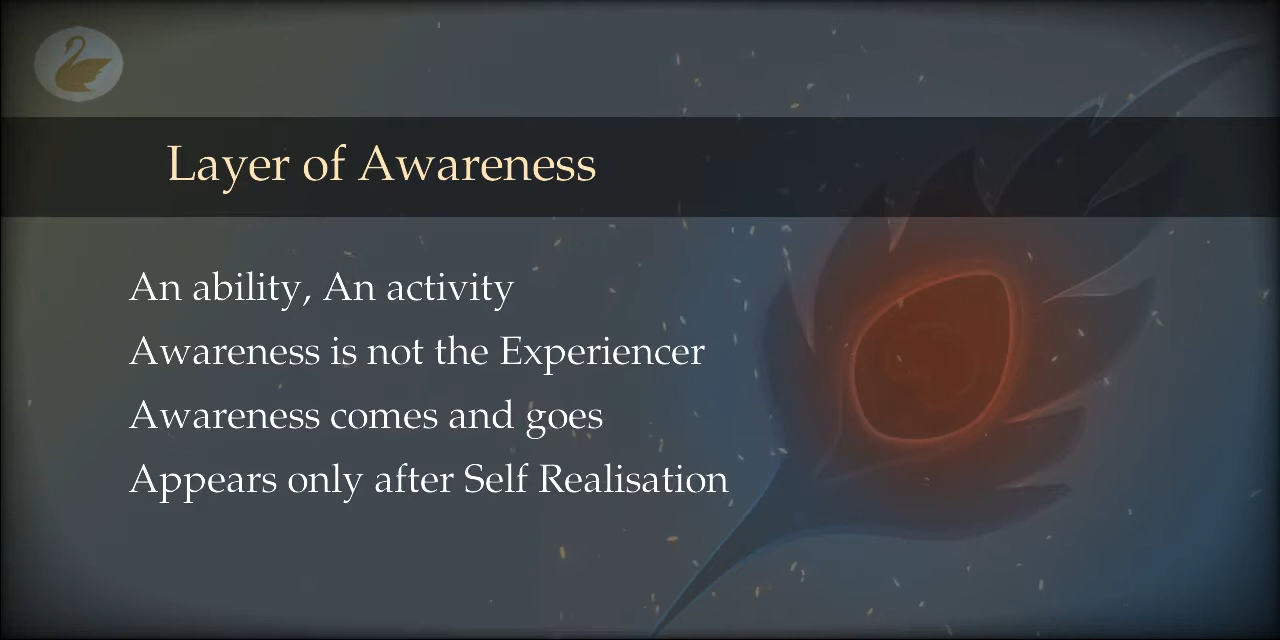 Layer of Awareness
An ability, An activity
Awareness is not the Experiencer
Awareness comes and goes
Appears only after Self Realisation